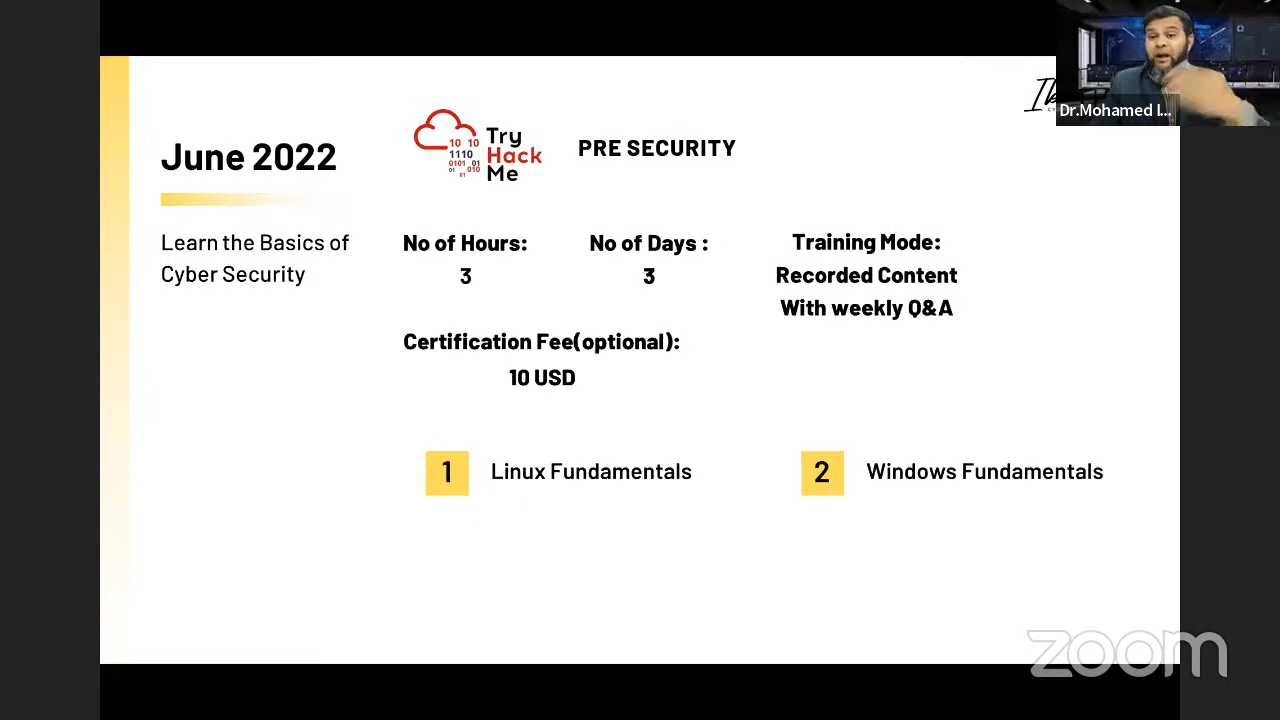 June 2022
Try
Hack
Me
PRE SECURITY
Dr.Mohamed I...
Learn the Basics of
Cyber Security
No of Hours:
3
No of Days :
3
Training Mode:
Recorded Content
With weekly Q&A
Certification Fee(optional):
10 USD
1 Linux Fundamentals
2 Windows Fundamentals
zoom